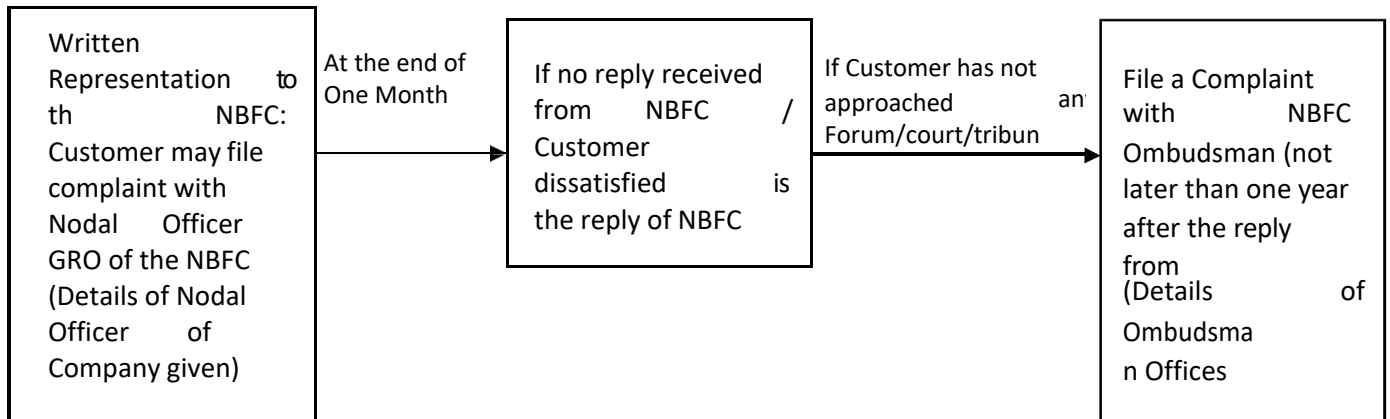 Written
Representation to
th NBFC:
Customer may file
complaint with
Nodal Officer
GRO of the NBFC
(Details of Nodal
Officer of
Company given)
At the end of
One Month
If no reply received
from NBFC /
Customer
dissatisfied is
the reply of NBFC
If Customer has not
approached an
Forum/court/tribun
File a Complaint
with NBFC
Ombudsman (not
later than one year
after the reply
from
(Details of
Ombudsma
n Offices